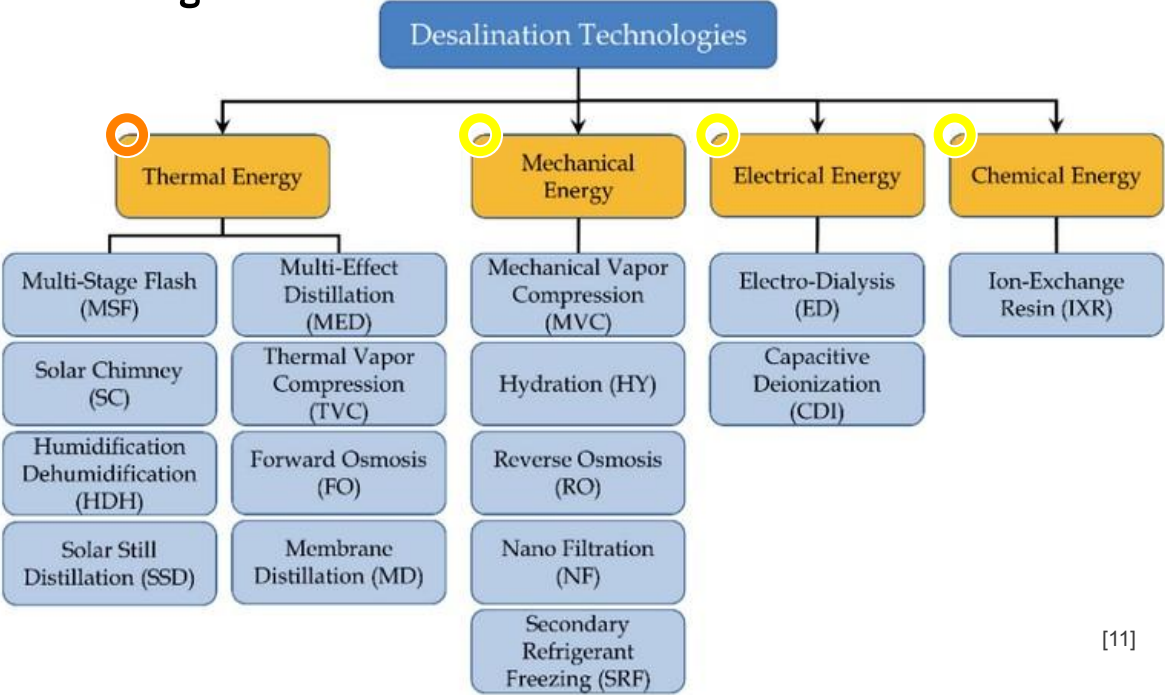 Desalination Technologies
Thermal Energy
Mechanical
Energy
Electrical Energy
Chemical Energy
Multi-Stage Flash
(MSF)
Multi-Effect
Distillation
(MED)
Mechanical Vapor
Compression
(MVC)
Electro-Dialysis
(ED)
Ion-Exchange
Resin (IXR)
Solar Chimney
(SC)
Thermal Vapor
Compression
(TVC)
Hydration (HY)
Capacitive
Deionization
(CDI)
Humidification
Dehumidification
(HDH)
Forward Osmosis
(FO)
Reverse Osmosis
(RO)
Solar Still
Distillation (SSD)
Membrane
Distillation (MD)
Nano Filtration
(NF)
Secondary
Refrigerant
Freezing (SRF)
[11]